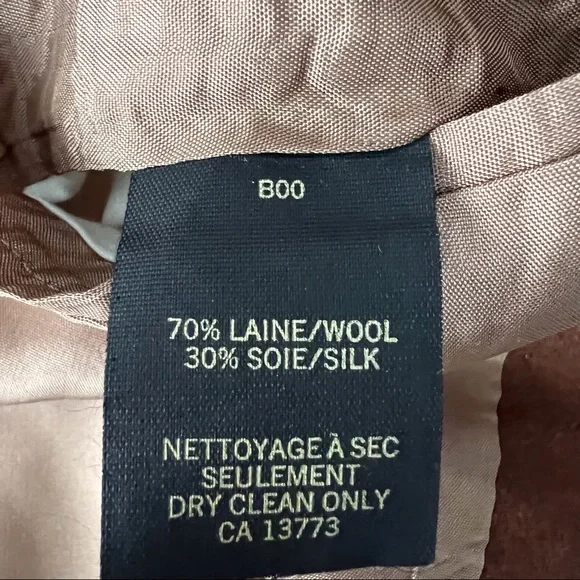 B00
70% LAINE/WOOL
30% SOIE/SILK
NETTOYAGE À SEC
SEULEMENT
DRY CLEAN ONLY
CA 13773